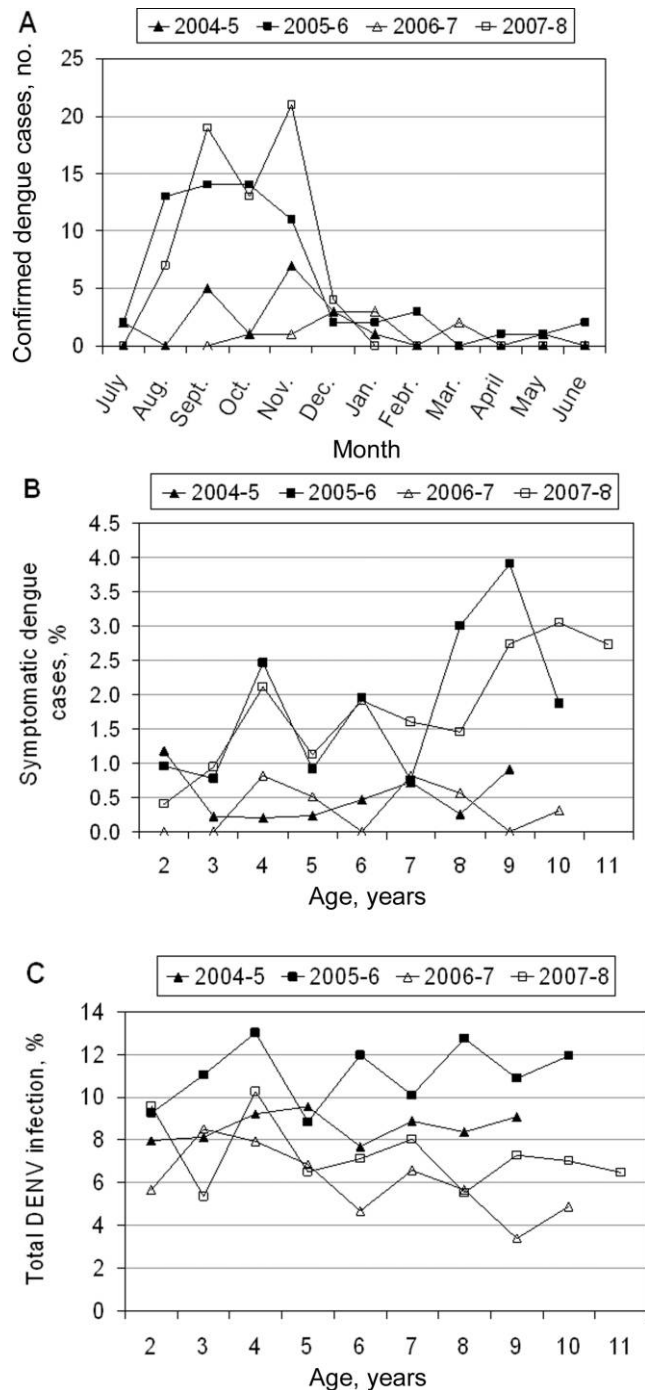 A
2004-5 2005-6 2006-7 2007-8
Confirmed dengue cases, no.
25
20
15
10
5
0
July Aug. Sept. Oct. Nov. Dec. Jan. Febr. Mar. April May June
Month
B
2004-5 2005-6 2006-7 2007-8
Symptomatic dengue
cases, %
4.5
4.0
3.5
3.0
2.5
2.0
1.5
1.0
0.5
0.0
2 3 4 5 6 7 8 9 10 11
Age, years
C
2004-5 2005-6 2006-7 2007-8
Total DENV infection, %
14
12
10
8
6
4
2
0
2 3 4 5 6 7 8 9 10 11
Age, years